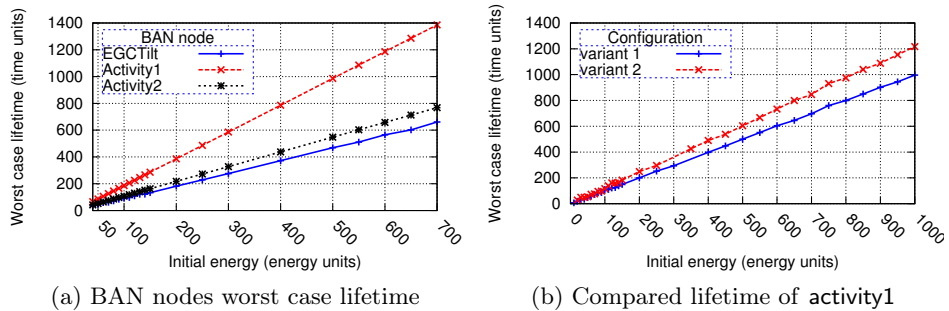 Worst case lifetime (time units)
1400
1200
1000
800
600
400
200
0
BAN node
EGCTilt
Activity1
Activity2
50
100
200
300
400
500
600
700
Initial energy (energy units)
(a) BAN nodes worst case lifetime
Worst case lifetime (time units)
1400
1200
1000
800
600
400
200
0
Configuration
variant 1
variant 2
0
100
200
300
400
500
600
700
800
900
1000
Initial energy (energy units)
(b) Compared lifetime of activity1